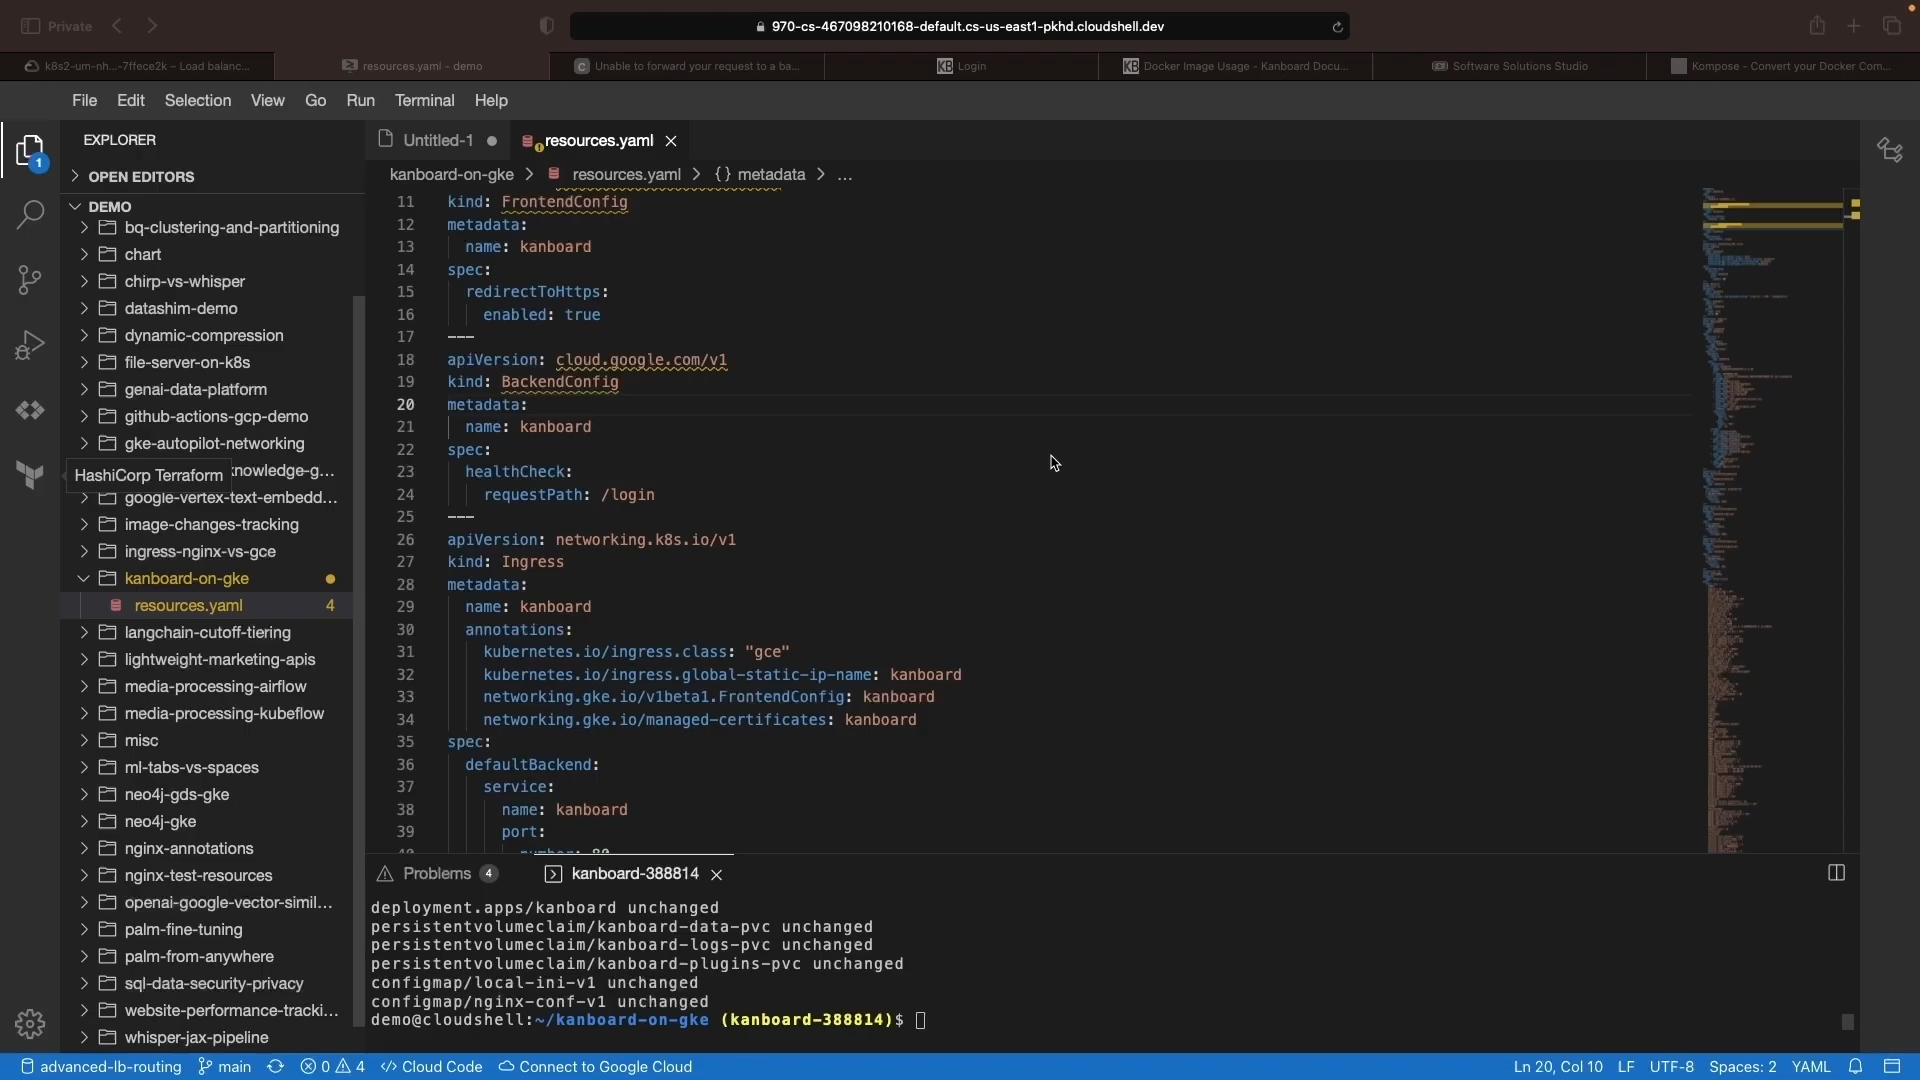 Private
970-cs-467098210168-default.cs-us-east1-pkhd.cloudshell.dev
k8s2-um-nh...-7ffece2k – Load balanc...
resources.yaml - demo
Unable to forward your request to a ba...
KB Login
KB Docker Image Usage - Kanboard Docu...
Software Solutions Studio
Kompose - Convert your Docker Com...
File Edit Selection View Go Run Terminal Help
EXPLORER
1
OPEN EDITORS
DEMO
bq-clustering-and-partitioning
chart
chirp-vs-whisper
datashim-demo
dynamic-compression
file-server-on-k8s
genai-data-platform
github-actions-gcp-demo
gke-autopilot-networking
HashiCorp Terraform
knowledge-g...
google-vertex-text-embedd...
image-changes-tracking
ingress-nginx-vs-gce
kanboard-on-gke
resources.yaml 4
langchain-cutoff-tiering
lightweight-marketing-apis
media-processing-airflow
media-processing-kubeflow
misc
ml-tabs-vs-spaces
neo4j-gds-gke
neo4j-gke
nginx-annotations
nginx-test-resources
openai-google-vector-simil...
palm-fine-tuning
palm-from-anywhere
sql-data-security-privacy
website-performance-tracki...
whisper-jax-pipeline
Untitled-1
resources.yaml
kanboard-on-gke > resources.yaml > {} metadata > ...
11 kind: FrontendConfig
12 metadata:
13 name: kanboard
14 spec:
15 redirectToHttps:
16 enabled: true
17 ---
18 apiVersion: cloud.google.com/v1
19 kind: BackendConfig
20 metadata:
21 name: kanboard
22 spec:
23 healthCheck:
24 requestPath: /login
25 ---
26 apiVersion: networking.k8s.io/v1
27 kind: Ingress
28 metadata:
29 name: kanboard
30 annotations:
31 kubernetes.io/ingress.class: "gce"
32 kubernetes.io/ingress.global-static-ip-name: kanboard
33 networking.gke.io/v1beta1.FrontendConfig: kanboard
34 networking.gke.io/managed-certificates: kanboard
35 spec:
36 defaultBackend:
37 service:
38 name: kanboard
39 port:
40 number: 80
Problems 4
kanboard-388814
deployment.apps/kanboard unchanged
persistentvolumeclaim/kanboard-data-pvc unchanged
persistentvolumeclaim/kanboard-logs-pvc unchanged
persistentvolumeclaim/kanboard-plugins-pvc unchanged
configmap/local-ini-v1 unchanged
configmap/nginx-conf-v1 unchanged
demo@cloudshell:~/kanboard-on-gke (kanboard-388814)$
advanced-lb-routing main 0 4 Cloud Code Connect to Google Cloud
Ln 20, Col 10 LF UTF-8 Spaces: 2 YAML